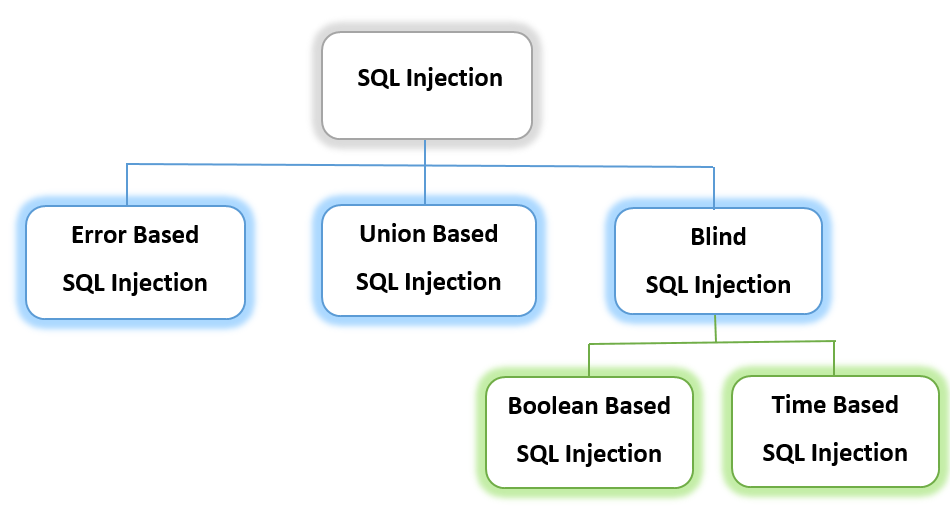 SQL Injection
Error Based
SQL Injection
Union Based
SQL Injection
Blind
SQL Injection
Boolean Based
SQL Injection
Time Based
SQL Injection